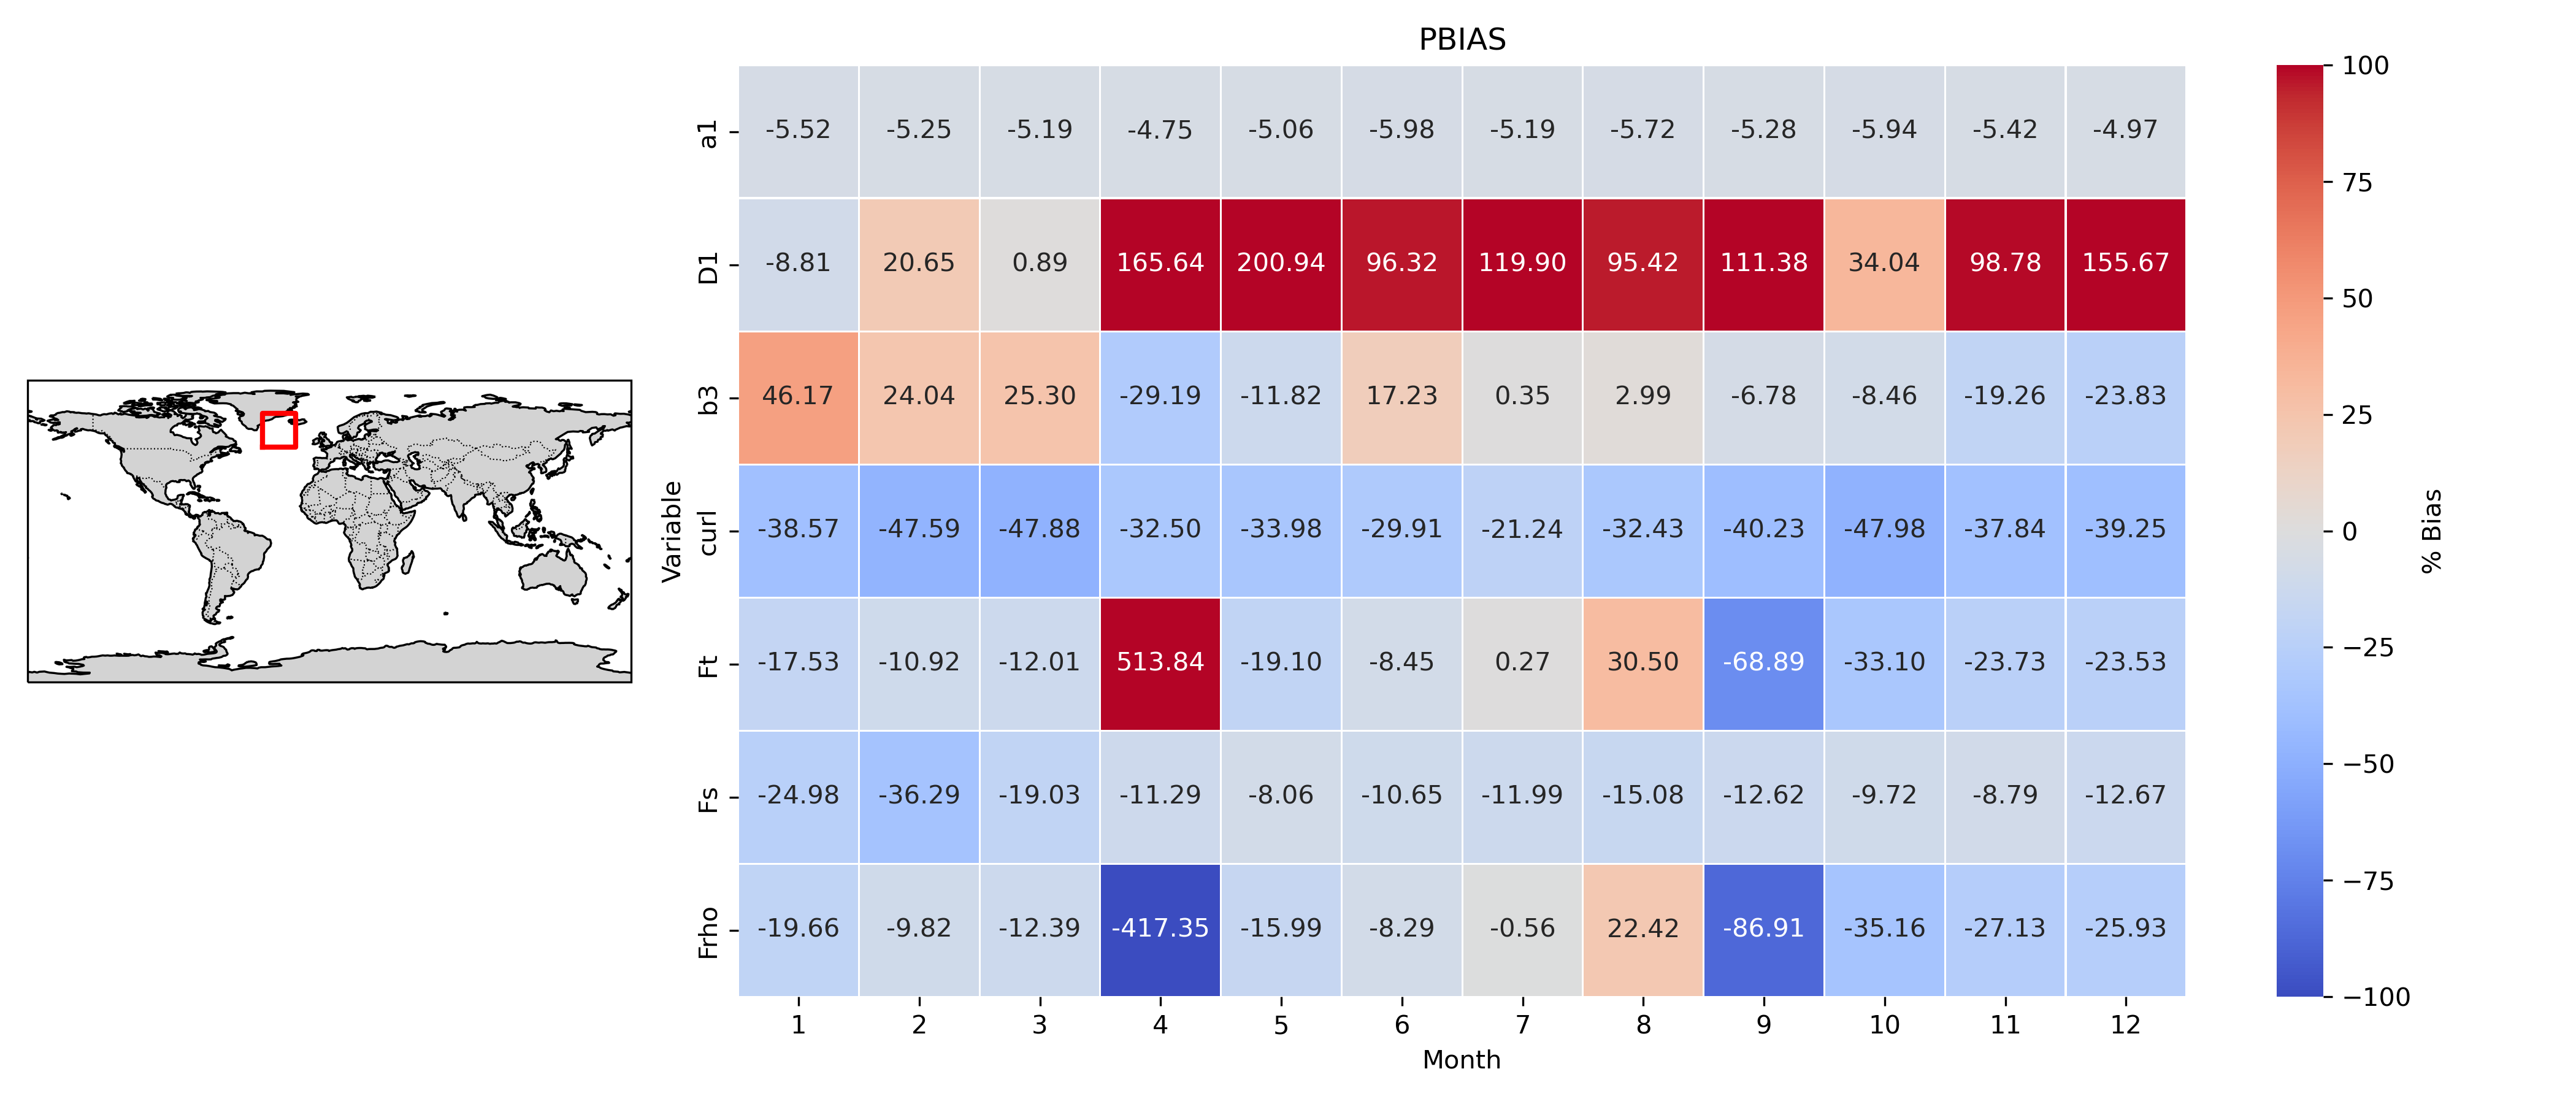 PBIAS
Variable
a1 -5.52 -5.25 -5.19 -4.75 -5.06 -5.98 -5.19 -5.72 -5.28 -5.94 -5.42 -4.97
D1 -8.81 20.65 0.89 165.64 200.94 96.32 119.90 95.42 111.38 34.04 98.78 155.67
b3 46.17 24.04 25.30 -29.19 -11.82 17.23 0.35 2.99 -6.78 -8.46 -19.26 -23.83
curl -38.57 -47.59 -47.88 -32.50 -33.98 -29.91 -21.24 -32.43 -40.23 -47.98 -37.84 -39.25
Ft -17.53 -10.92 -12.01 513.84 -19.10 -8.45 0.27 30.50 -68.89 -33.10 -23.73 -23.53
Fs -24.98 -36.29 -19.03 -11.29 -8.06 -10.65 -11.99 -15.08 -12.62 -9.72 -8.79 -12.67
Frho -19.66 -9.82 -12.39 -417.35 -15.99 -8.29 -0.56 22.42 -86.91 -35.16 -27.13 -25.93
1 2 3 4 5 6 7 8 9 10 11 12
Month
100
75
50
25
0
−25
−50
−75
−100
% Bias